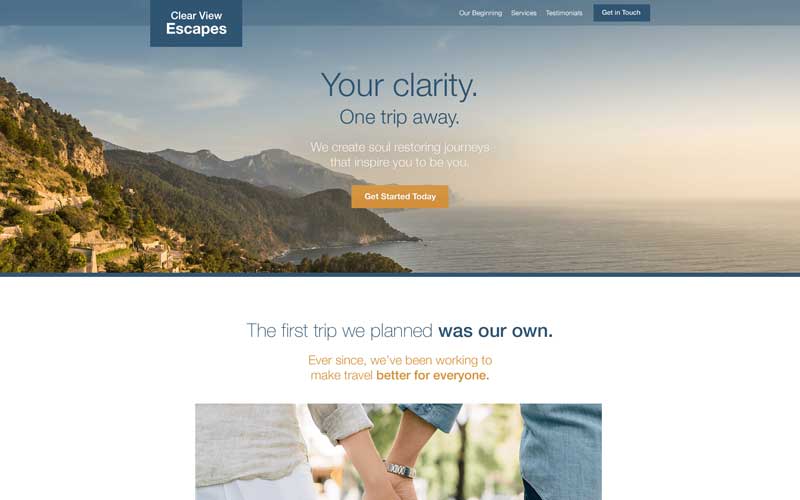 Clear View
Escapes
Our Beginning Services Testimonials Get in Touch
Your clarity.
One trip away.
We create soul restoring journeys
that inspire you to be you.
Get Started Today
The first trip we planned was our own.
Ever since, we've been working to
make travel better for everyone.